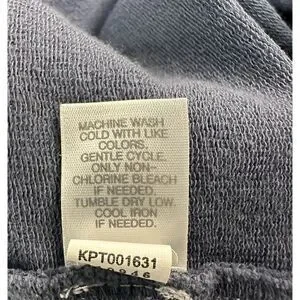 MACHINE WASH
COLD WITH LIKE
COLORS.
GENTLE CYCLE.
ONLY NON-
CHLORINE BLEACH
IF NEEDED.
TUMBLE DRY LOW.
COOL IRON
IF NEEDED.
KPT001631